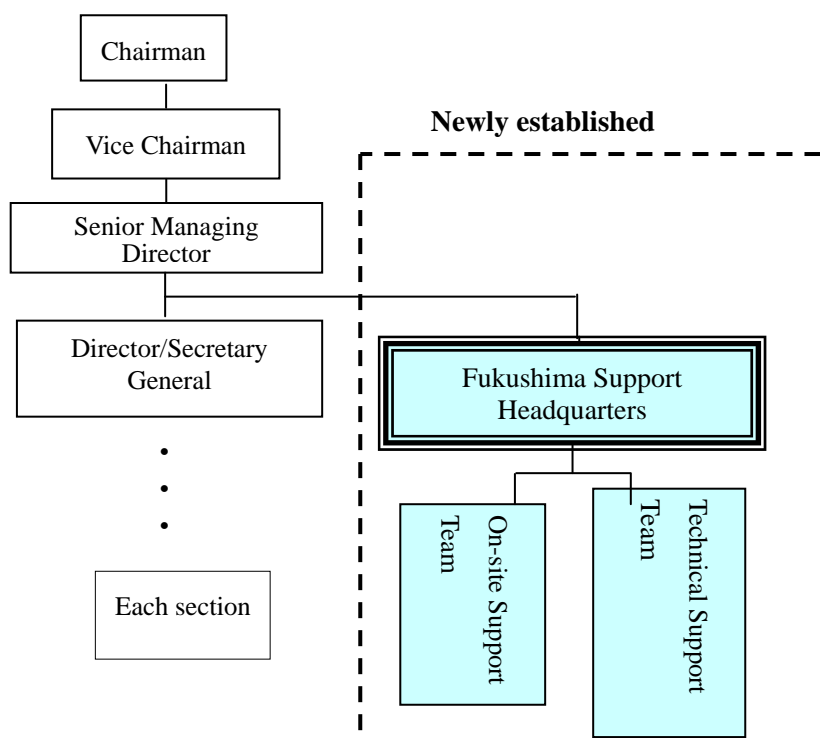 Chairman
Vice Chairman
Newly established
Senior Managing
Director
Director/Secretary
General
Fukushima Support
Headquarters
On-site Support
Team
Technical Support
Team
Each section